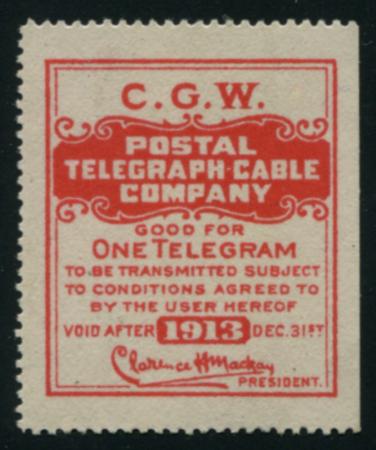 C.G.W.
POSTAL
TELEGRAPH-CABLE
COMPANY
GOOD FOR
ONE TELEGRAM
TO BE TRANSMITTED SUBJECT
TO CONDITIONS AGREED TO
BY THE USER HEREOF
VOID AFTER 1913 DEC. 31ST
Clarence H Mackay
PRESIDENT.